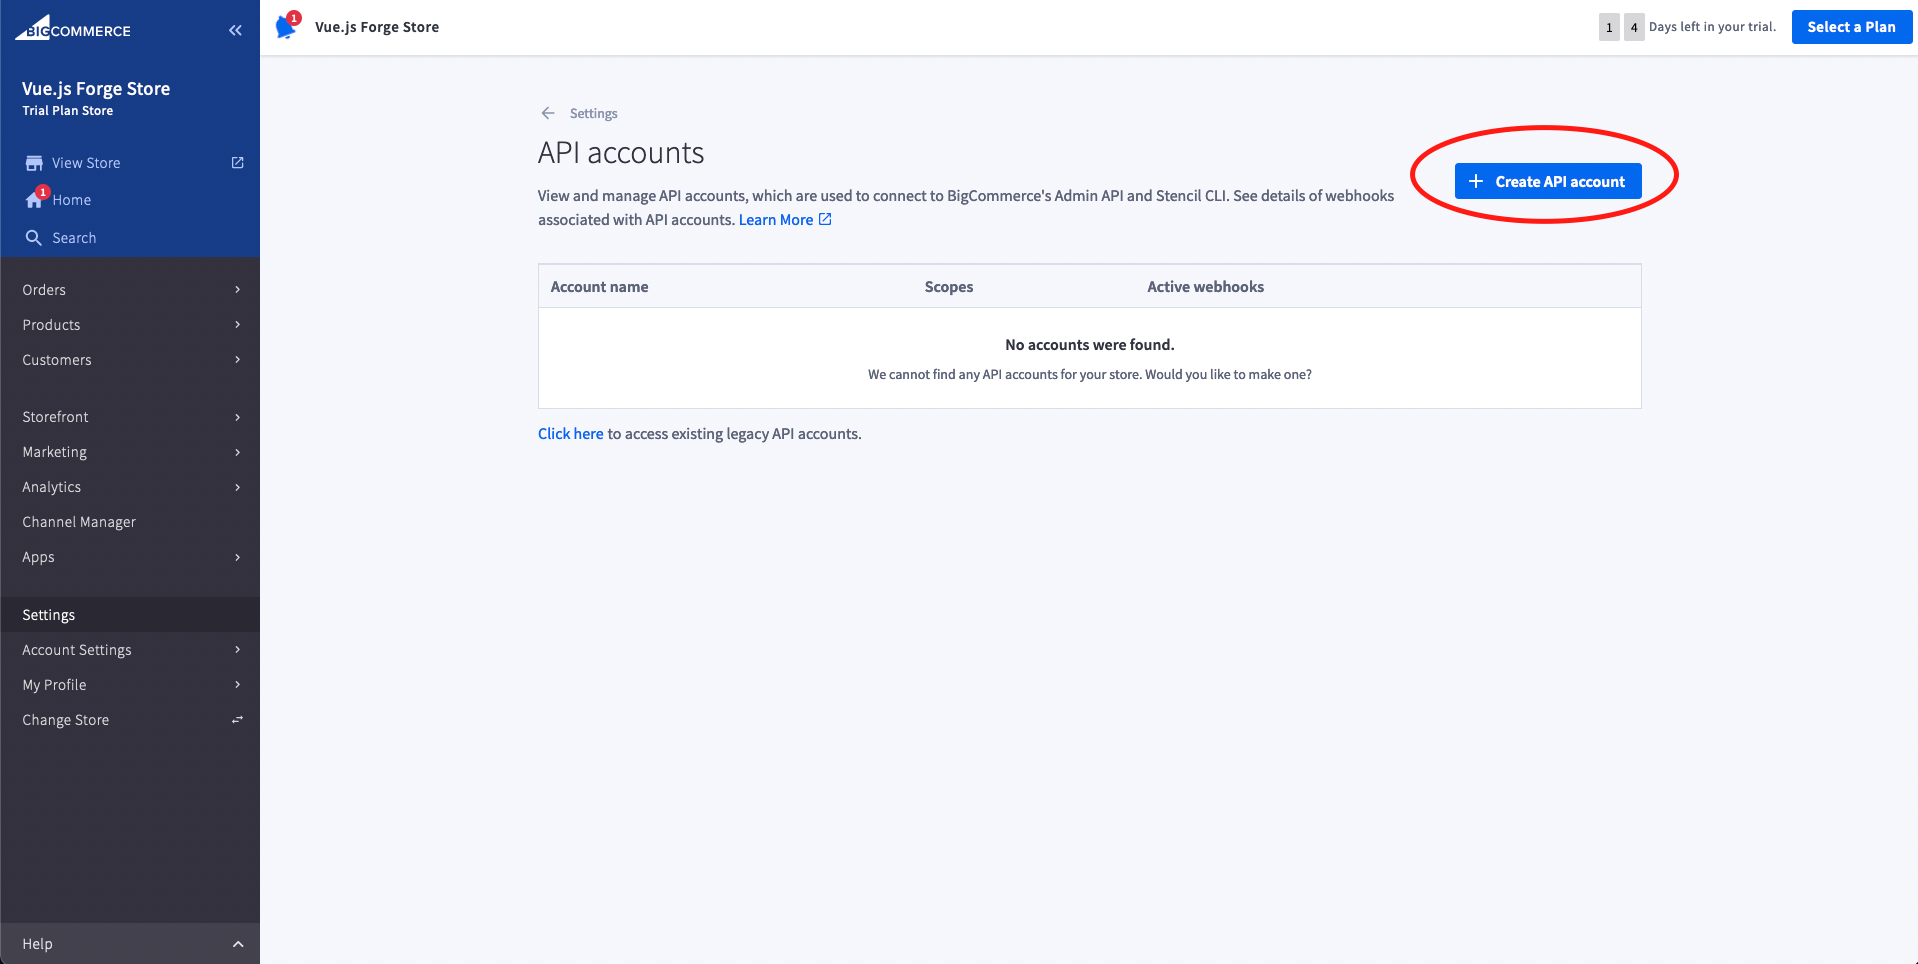 BIGCOMMERCE
Vue.js Forge Store
Trial Plan Store
View Store
1
Home
Search
Orders
Products
Customers
Storefront
Marketing
Analytics
Channel Manager
Apps
Settings
Account Settings
My Profile
Change Store
Help
1
Vue.js Forge Store
1 4 Days left in your trial.
Select a Plan
Settings
API accounts
View and manage API accounts, which are used to connect to BigCommerce's Admin API and Stencil CLI. See details of webhooks
associated with API accounts. Learn More
Create API account
Account name Scopes Active webhooks
No accounts were found.
We cannot find any API accounts for your store. Would you like to make one?
Click here to access existing legacy API accounts.